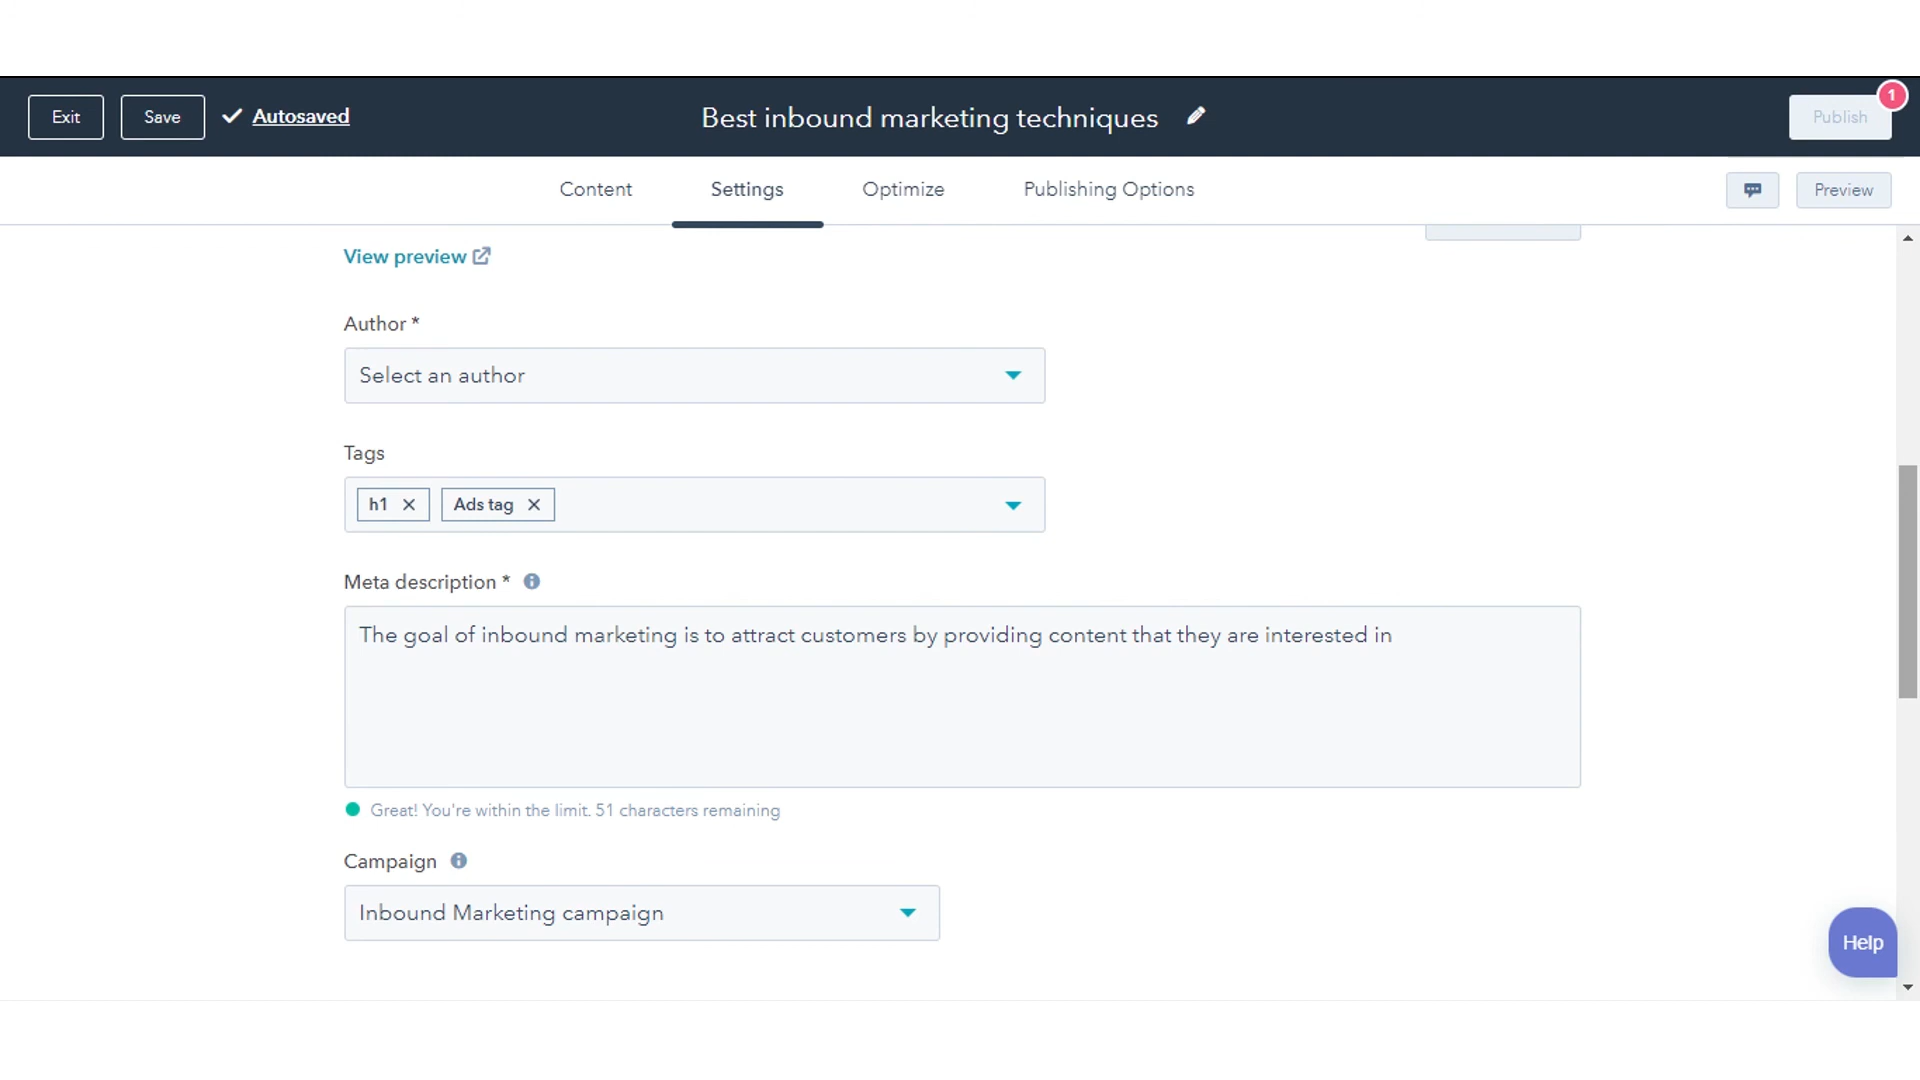 Exit
Save
Autosaved
Best inbound marketing techniques
1
Publish
Content
Settings
Optimize
Publishing Options
Preview
View preview
Author *
Select an author
Tags
h1
Ads tag
Meta description *
The goal of inbound marketing is to attract customers by providing content that they are interested in
Great! You're within the limit. 51 characters remaining
Campaign
Inbound Marketing campaign
Help